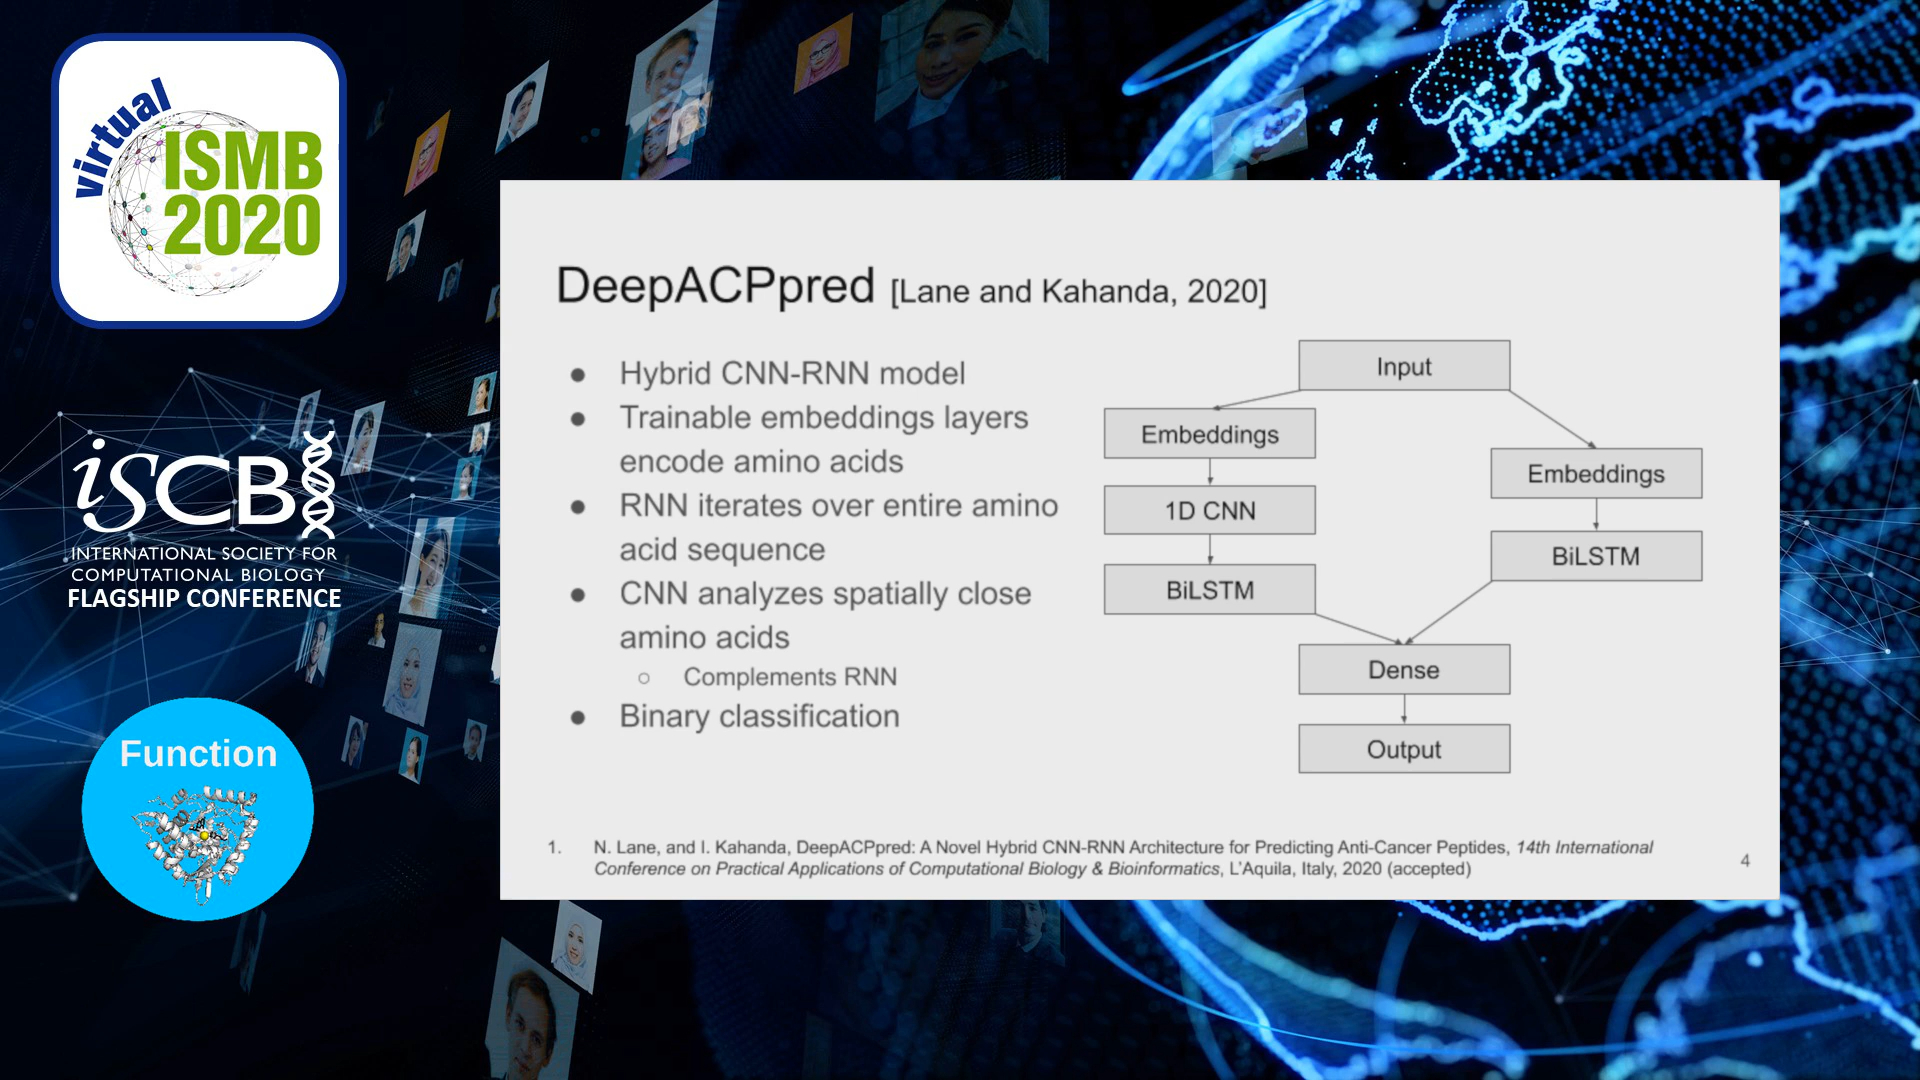 virtual
ISMB
2020
iSCB
INTERNATIONAL SOCIETY FOR
COMPUTATIONAL BIOLOGY
FLAGSHIP CONFERENCE
Function
DeepACPpred [Lane and Kahanda, 2020]
● Hybrid CNN-RNN model
● Trainable embeddings layers
encode amino acids
● RNN iterates over entire amino
acid sequence
● CNN analyzes spatially close
amino acids
○ Complements RNN
● Binary classification
Input
Embeddings
Embeddings
1D CNN
BiLSTM
BiLSTM
Dense
Output
1. N. Lane, and I. Kahanda, DeepACPpred: A Novel Hybrid CNN-RNN Architecture for Predicting Anti-Cancer Peptides, 14th International
Conference on Practical Applications of Computational Biology & Bioinformatics, L'Aquila, Italy, 2020 (accepted)
4